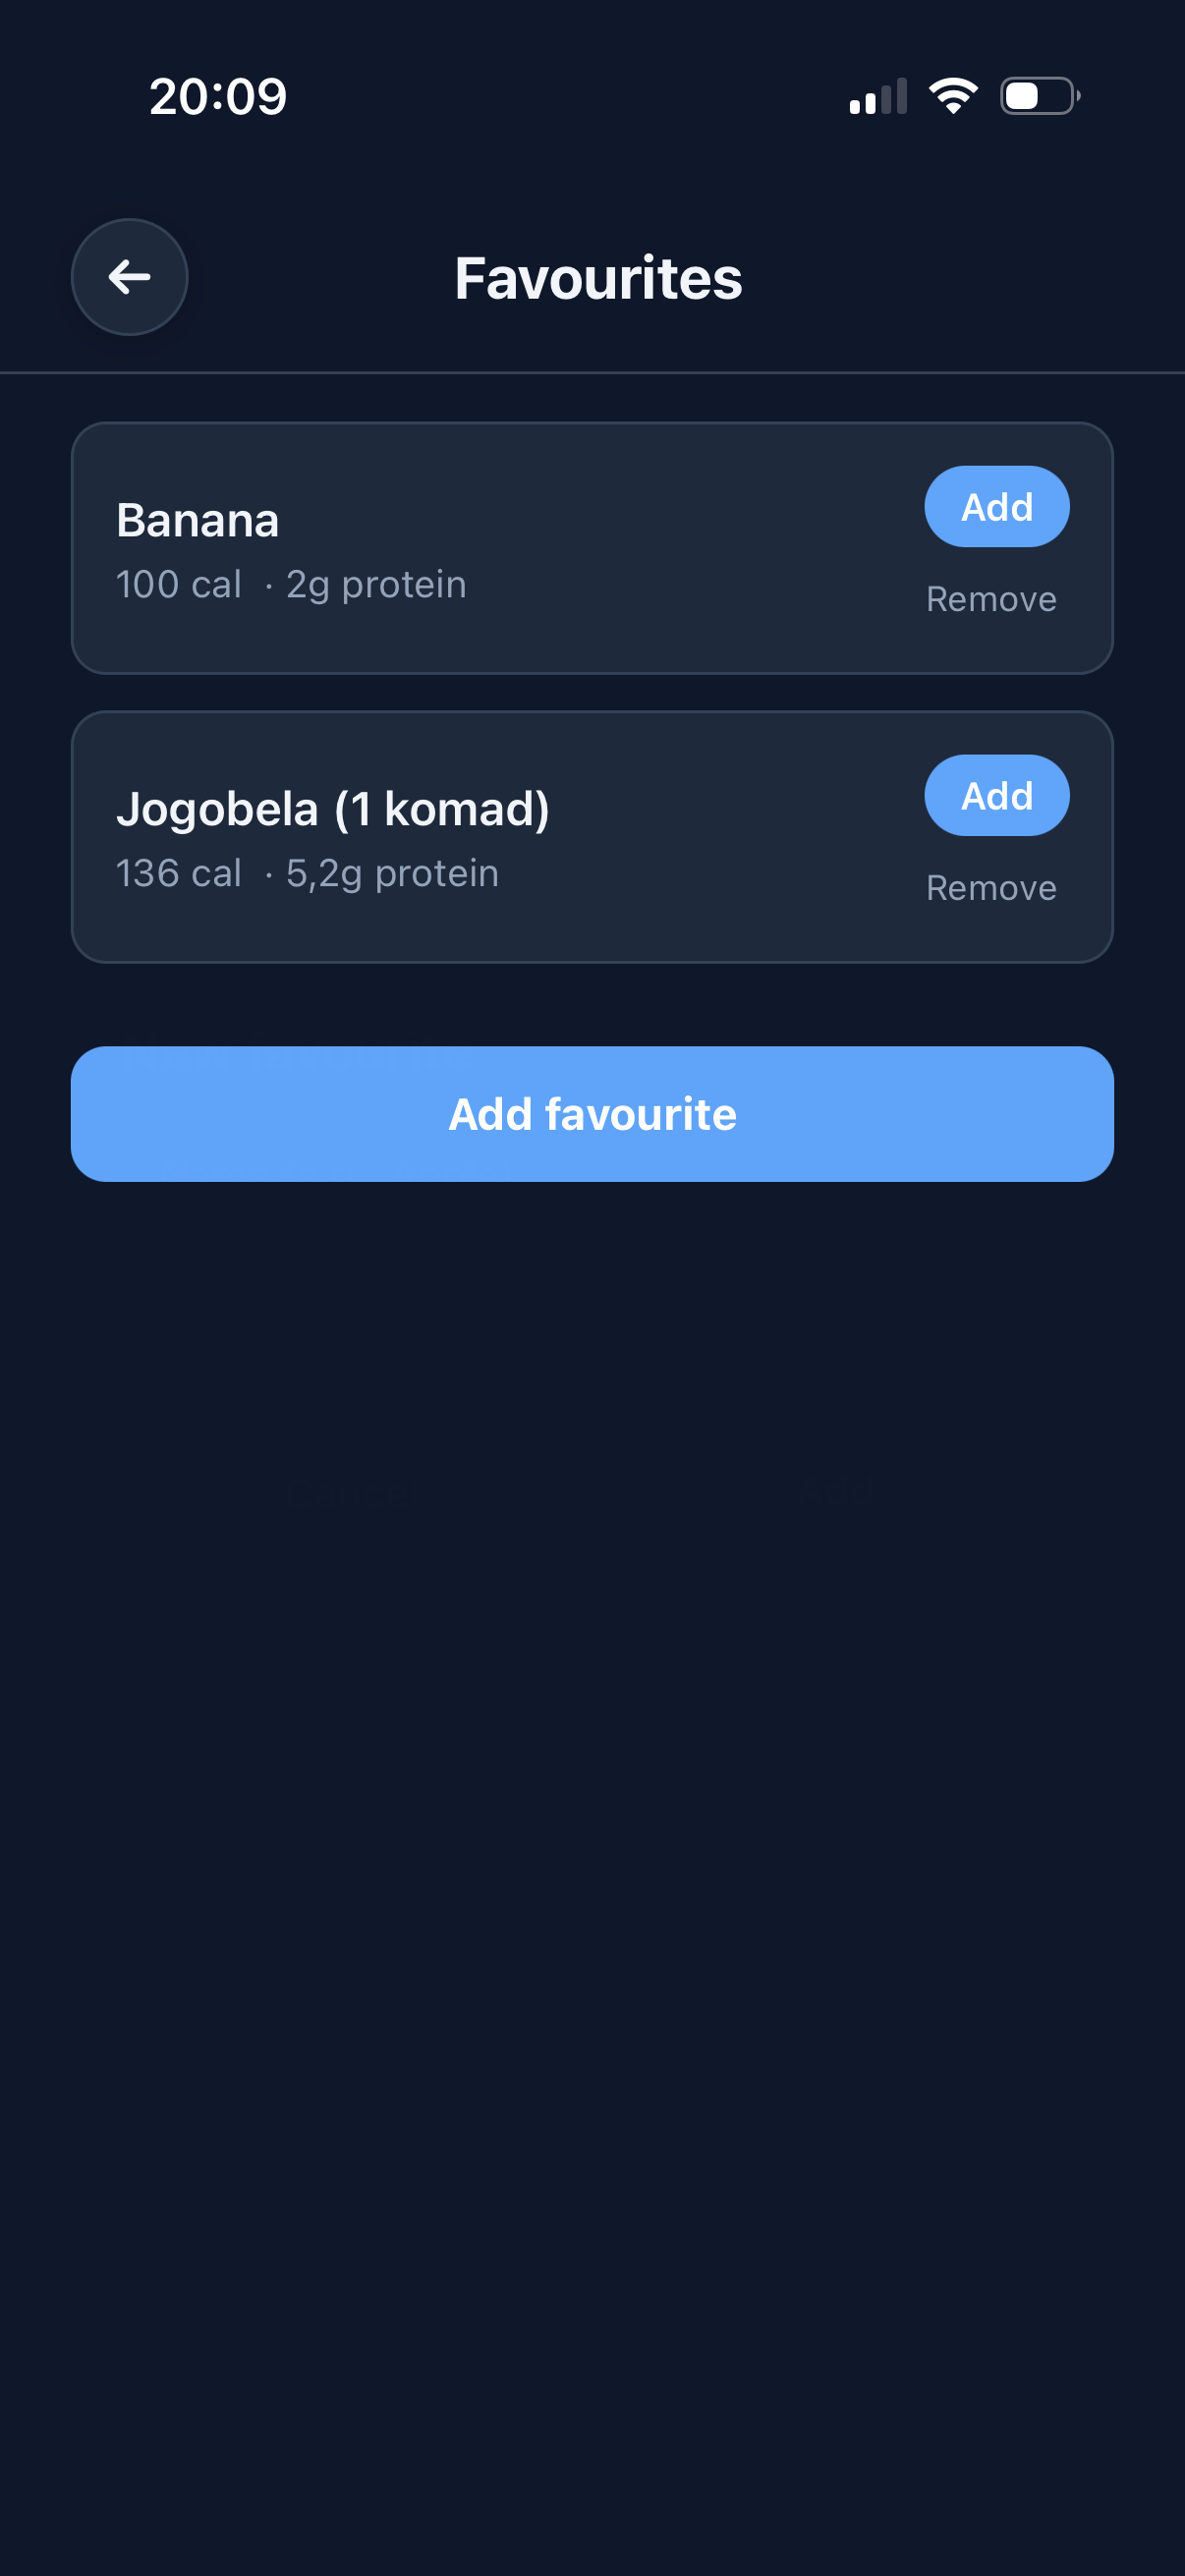 20:09
Favourites
Banana
100 cal · 2g protein
Add
Remove
Jogobela (1 komad)
136 cal · 5,2g protein
Add
Remove
Add favourite